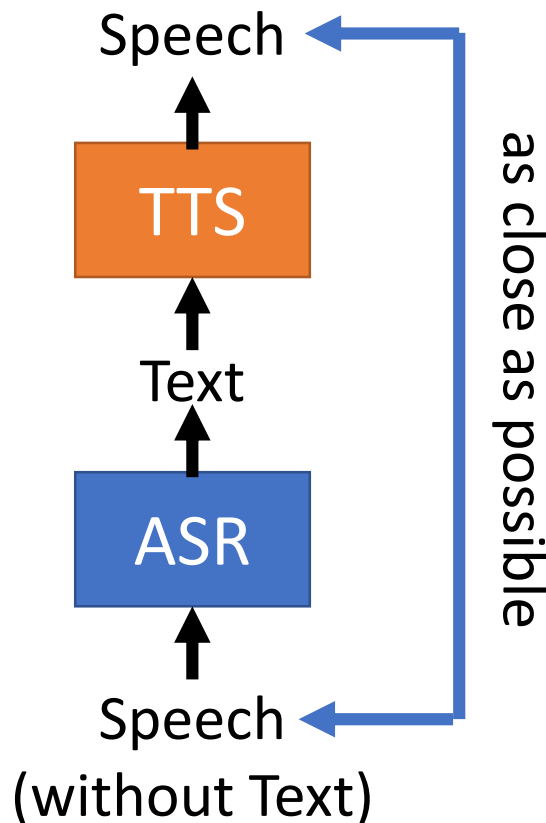 Speech
TTS
Text
ASR
Speech
(without Text)
as close as possible